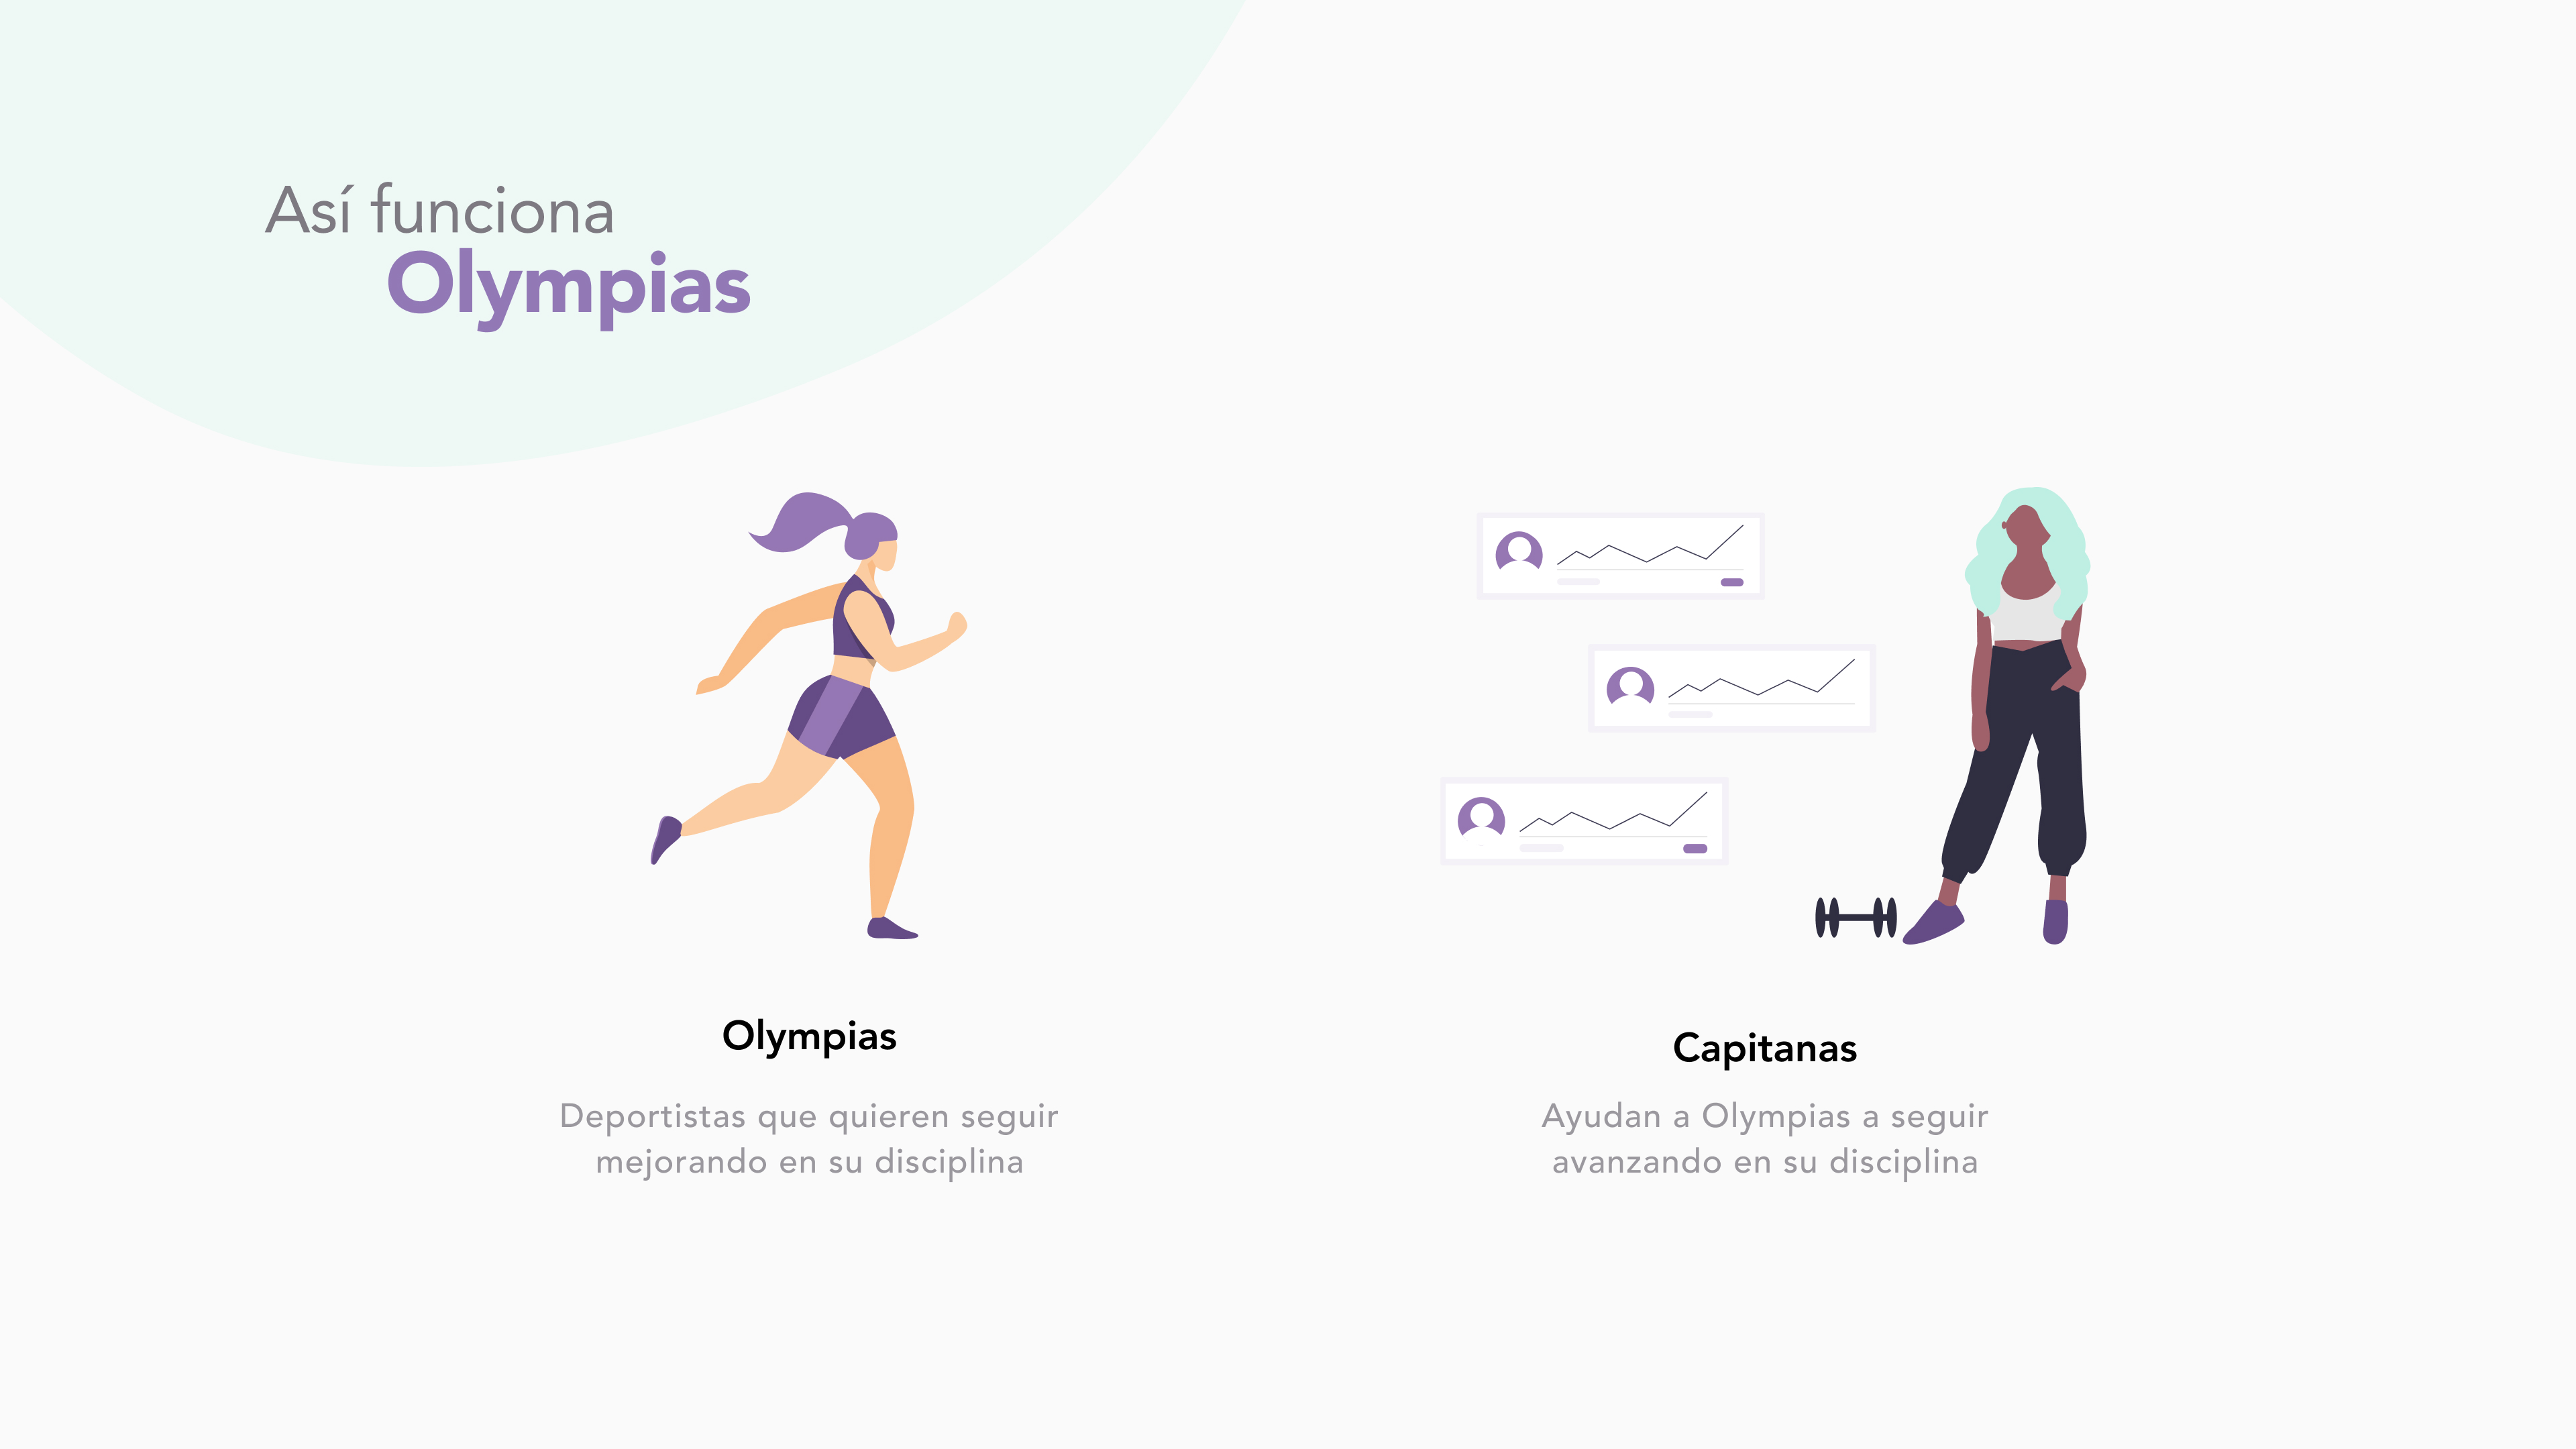 Así funciona
Olympias
Olympias
Deportistas que quieren seguir
mejorando en su disciplina
Capitanas
Ayudan a Olympias a seguir
avanzando en su disciplina